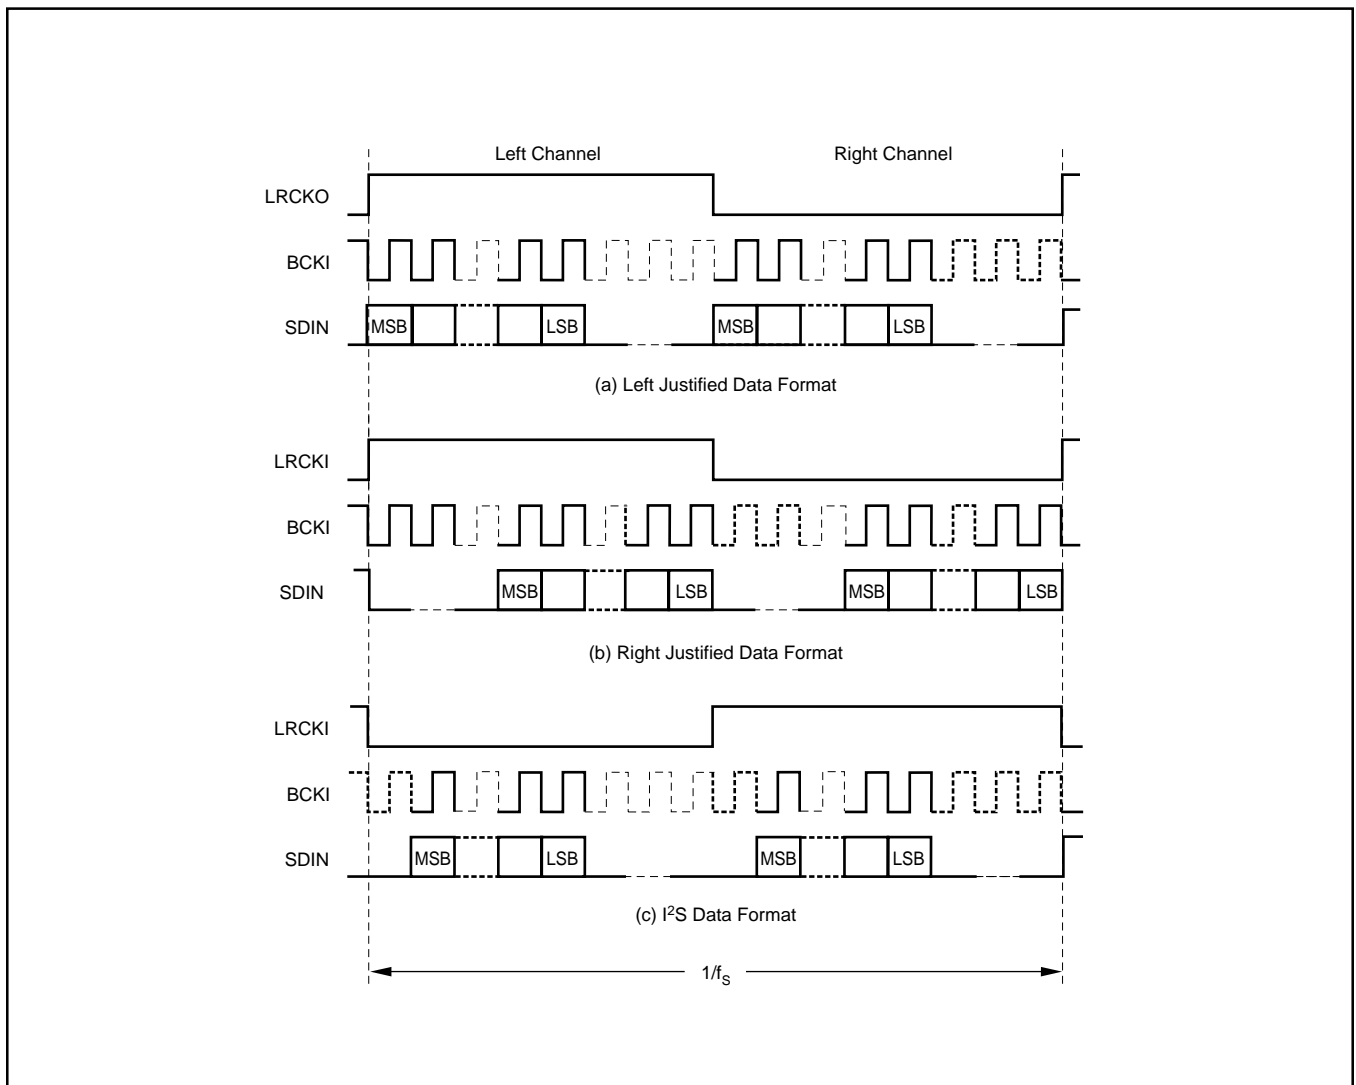 Left Channel Right Channel
LRCKO
BCKI
SDIN MSB LSB MSB LSB
(a) Left Justified Data Format
LRCKI
BCKI
SDIN MSB LSB MSB LSB
(b) Right Justified Data Format
LRCKI
BCKI
SDIN MSB LSB MSB LSB
(c) I²S Data Format
1/fS